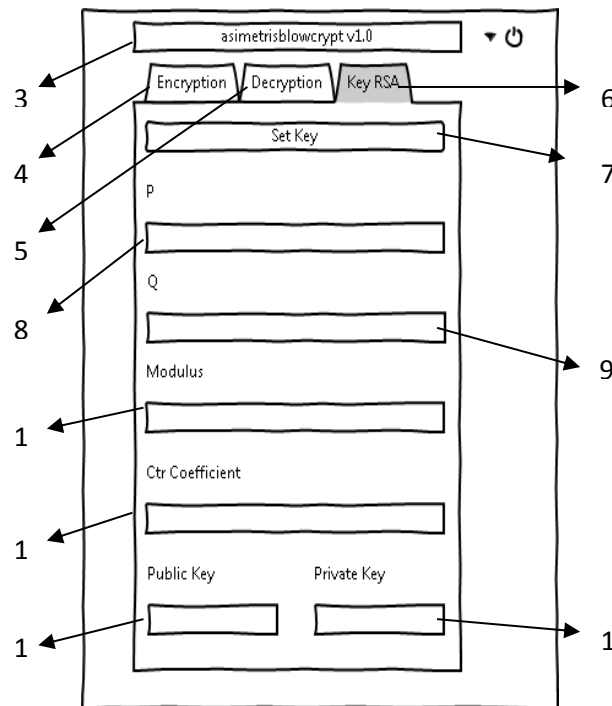 asimetrisblowcrypt v1.0
3
Encryption Decryption Key RSA
6
4
Set Key
7
P
5
8
Q
9
Modulus
1
Ctr Coefficient
1
Public Key Private Key
1
1